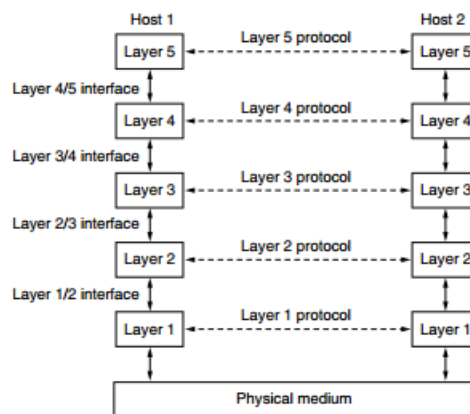 Host 1 Host 2
Layer 5 Layer 5 protocol Layer 5
Layer 4/5 interface
Layer 4 Layer 4 protocol Layer 4
Layer 3/4 interface
Layer 3 Layer 3 protocol Layer 3
Layer 2/3 interface
Layer 2 Layer 2 protocol Layer 2
Layer 1/2 interface
Layer 1 Layer 1 protocol Layer 1
Physical medium